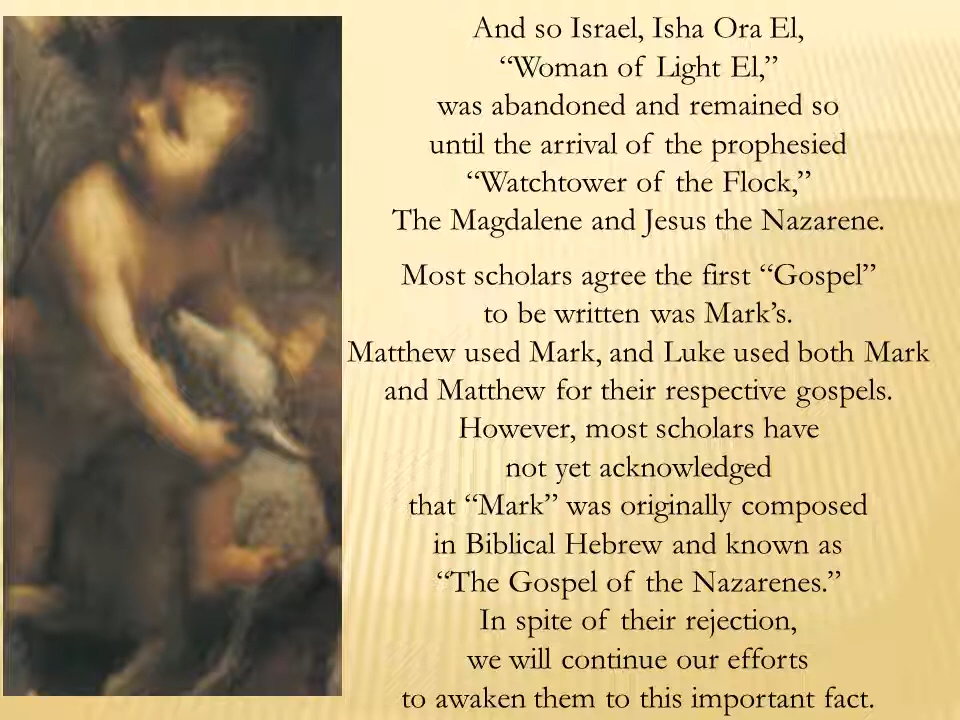 And so Israel, Isha Ora El,
“Woman of Light El,”
was abandoned and remained so
until the arrival of the prophesied
“Watchtower of the Flock,”
The Magdalene and Jesus the Nazarene.
Most scholars agree the first “Gospel”
to be written was Mark’s.
Matthew used Mark, and Luke used both Mark
and Matthew for their respective gospels.
However, most scholars have
not yet acknowledged
that “Mark” was originally composed
in Biblical Hebrew and known as
“The Gospel of the Nazarenes.”
In spite of their rejection,
we will continue our efforts
to awaken them to this important fact.